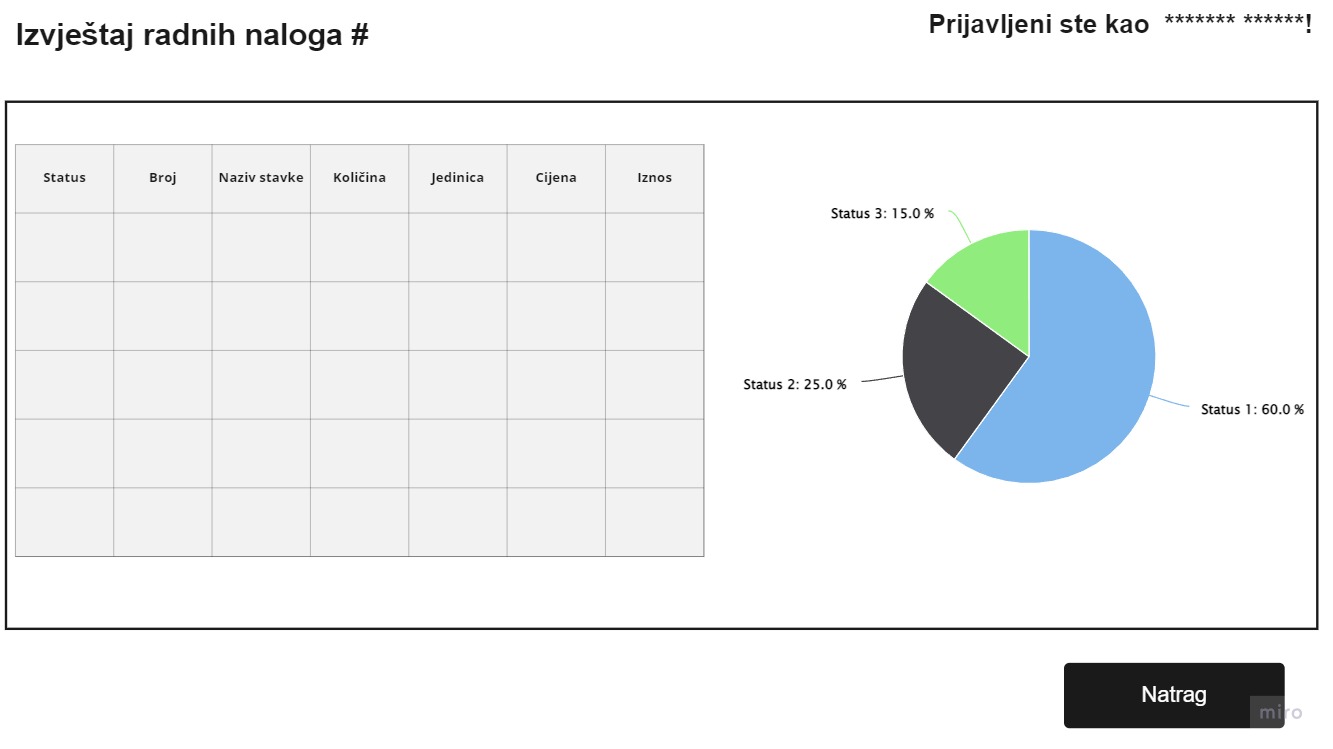 Izvještaj radnih naloga #
Prijavljeni ste kao ******* ******!
Status Broj Naziv stavke Količina Jedinica Cijena Iznos
Status 3: 15.0 %
Status 2: 25.0 %
Status 1: 60.0 %
Natrag
miro